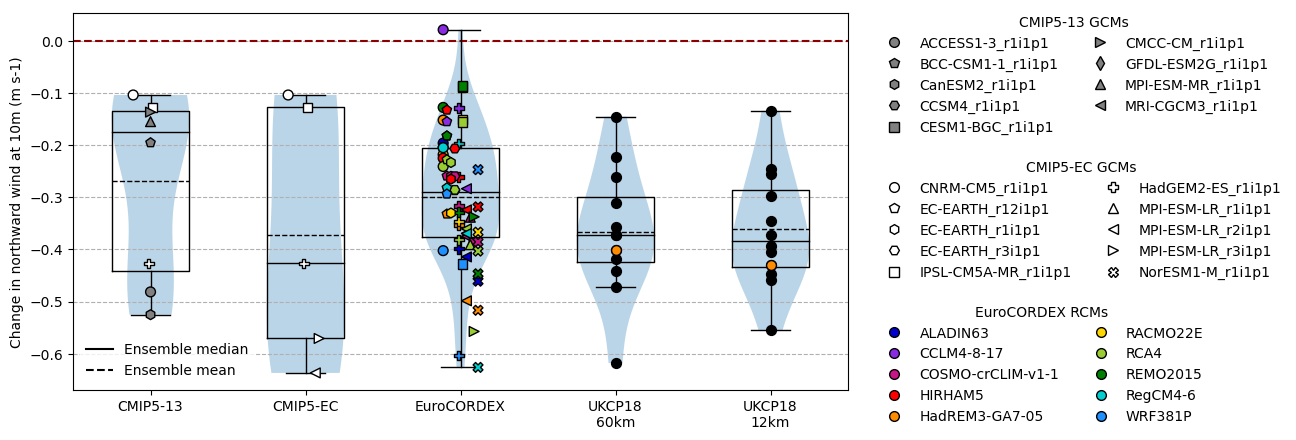 Change in northward wind at 10m (m s-1)
0.0
−0.1
−0.2
−0.3
−0.4
−0.5
−0.6
Ensemble median
Ensemble mean
CMIP5-13
CMIP5-EC
EuroCORDEX
UKCP18
60km
UKCP18
12km
CMIP5-13 GCMs
ACCESS1-3_r1i1p1
BCC-CSM1-1_r1i1p1
CanESM2_r1i1p1
CCSM4_r1i1p1
CESM1-BGC_r1i1p1
CMCC-CM_r1i1p1
GFDL-ESM2G_r1i1p1
MPI-ESM-MR_r1i1p1
MRI-CGCM3_r1i1p1
CMIP5-EC GCMs
CNRM-CM5_r1i1p1
EC-EARTH_r12i1p1
EC-EARTH_r1i1p1
EC-EARTH_r3i1p1
IPSL-CM5A-MR_r1i1p1
HadGEM2-ES_r1i1p1
MPI-ESM-LR_r1i1p1
MPI-ESM-LR_r2i1p1
MPI-ESM-LR_r3i1p1
NorESM1-M_r1i1p1
EuroCORDEX RCMs
ALADIN63
CCLM4-8-17
COSMO-crCLIM-v1-1
HIRHAM5
HadREM3-GA7-05
RACMO22E
RCA4
REMO2015
RegCM4-6
WRF381P